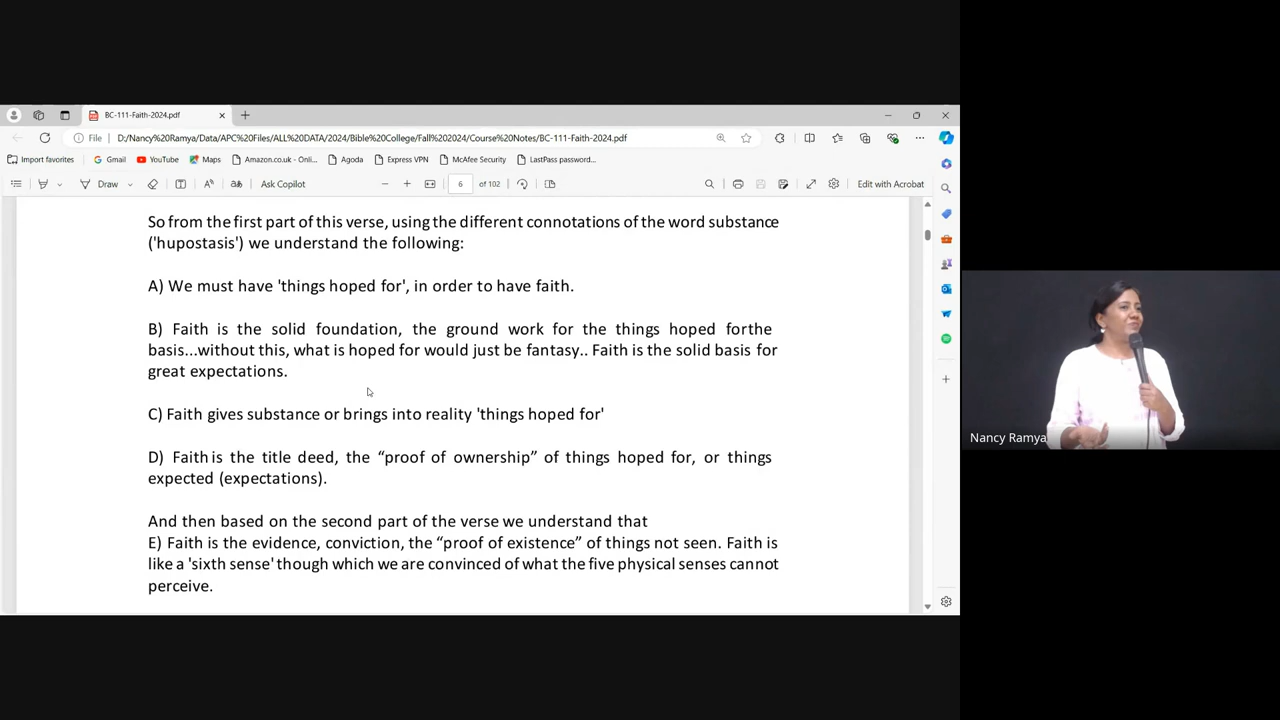 BC-111-Faith-2024.pdf
File
D:/Nancy%20Ramya/Data/APC%20Files/ALL%20DATA/2024/Bible%20College/Fall%202024/Course%20Notes/BC-111-Faith-2024.pdf
Import favorites Gmail YouTube Maps Amazon.co.uk - Onli... Agoda Express VPN McAfee Security LastPass password...
Draw Ask Copilot 6 of 102 Edit with Acrobat
So from the first part of this verse, using the different connotations of the word substance
('hupostasis') we understand the following:
A) We must have 'things hoped for', in order to have faith.
B) Faith is the solid foundation, the ground work for the things hoped forthe
basis...without this, what is hoped for would just be fantasy.. Faith is the solid basis for
great expectations.
C) Faith gives substance or brings into reality 'things hoped for'
D) Faith is the title deed, the “proof of ownership” of things hoped for, or things
expected (expectations).
And then based on the second part of the verse we understand that
E) Faith is the evidence, conviction, the “proof of existence” of things not seen. Faith is
like a 'sixth sense' though which we are convinced of what the five physical senses cannot
perceive.
Nancy Ramya